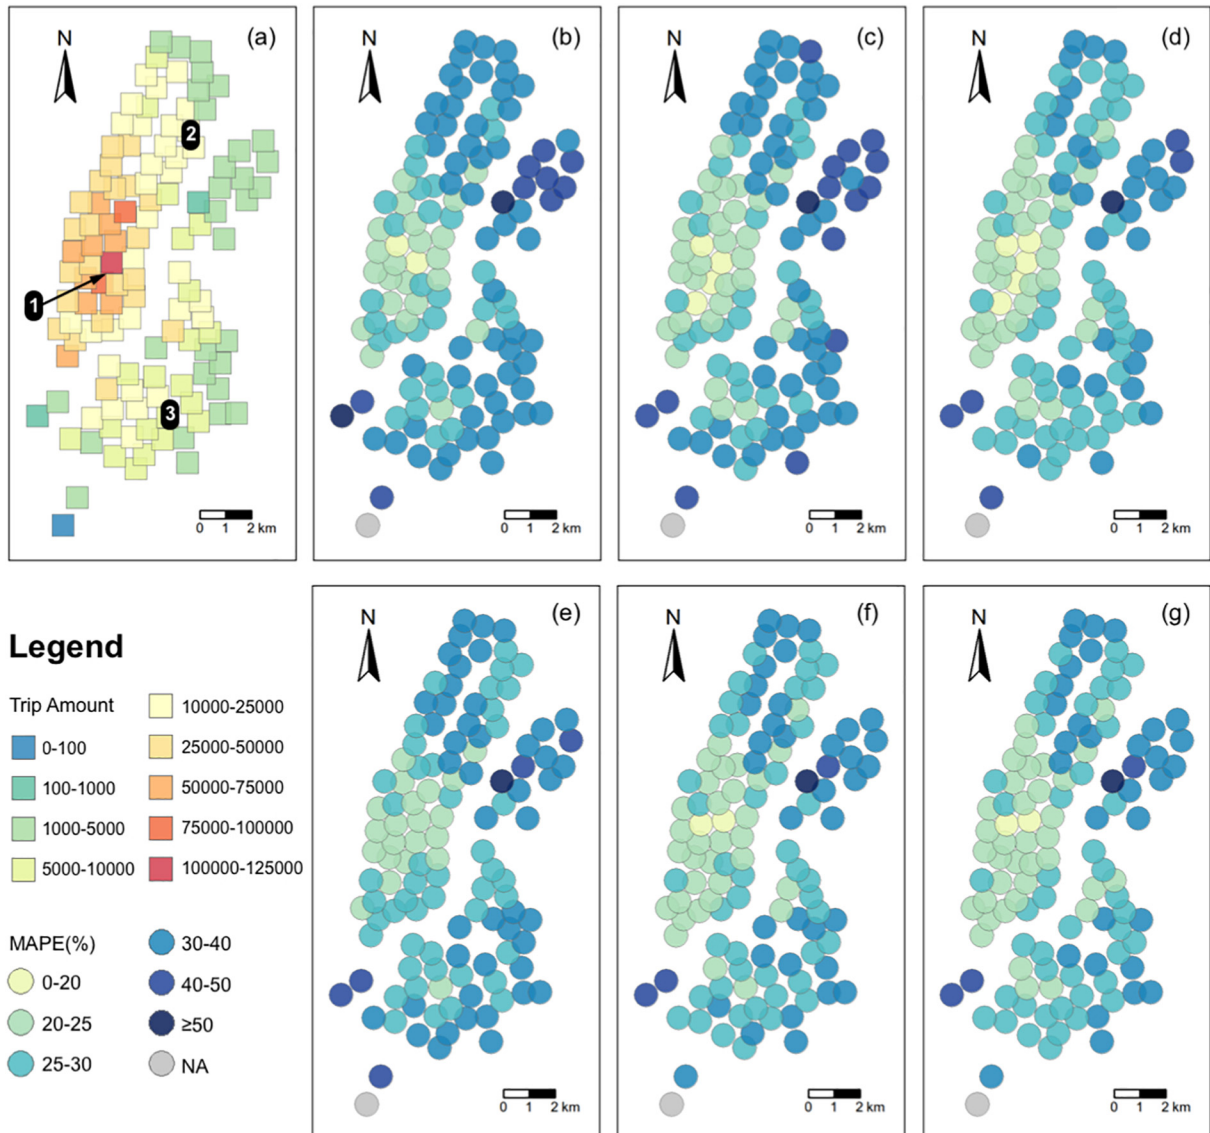 (a)
N
1
2
3
0 1 2 km
(b)
N
0 1 2 km
(c)
N
0 1 2 km
(d)
N
0 1 2 km
Legend
Trip Amount
0-100
100-1000
1000-5000
5000-10000
10000-25000
25000-50000
50000-75000
75000-100000
100000-125000
MAPE(%)
0-20
20-25
25-30
30-40
40-50
≥50
NA
(e)
N
0 1 2 km
(f)
N
0 1 2 km
(g)
N
0 1 2 km